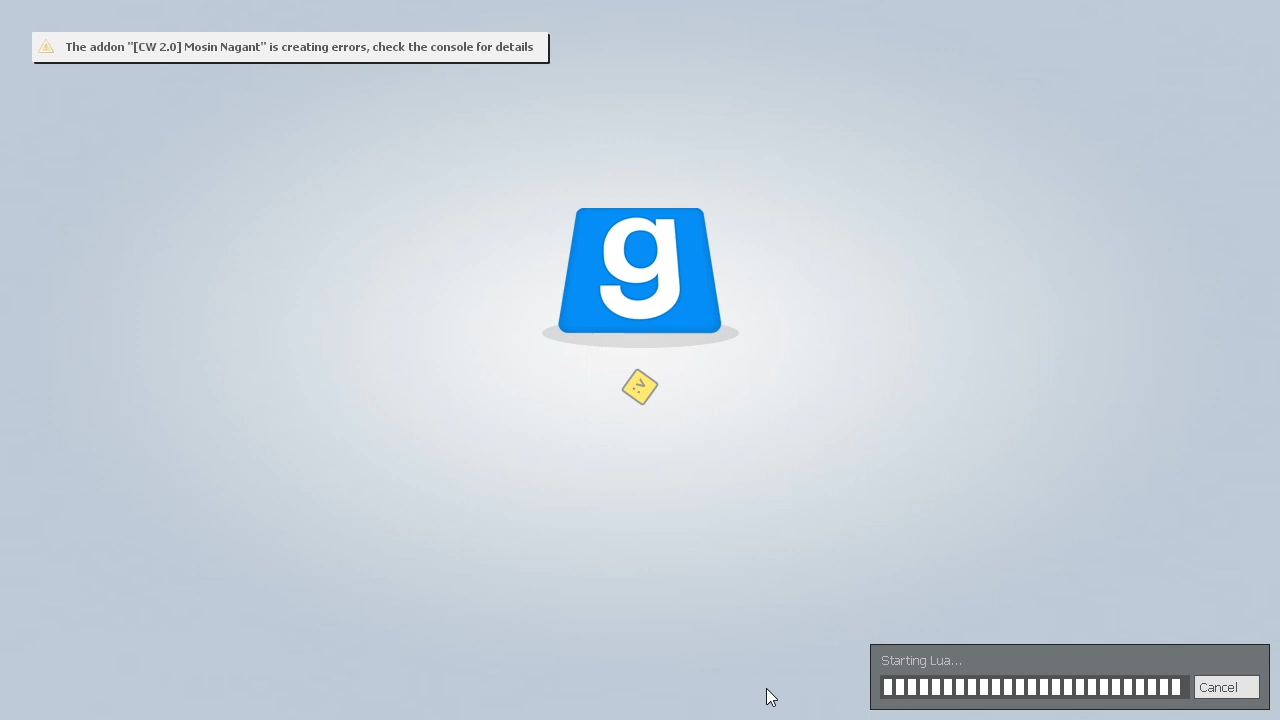 The addon "[CW 2.0] Mosin Nagant" is creating errors, check the console for details
g
:v
Starting Lua...
Cancel